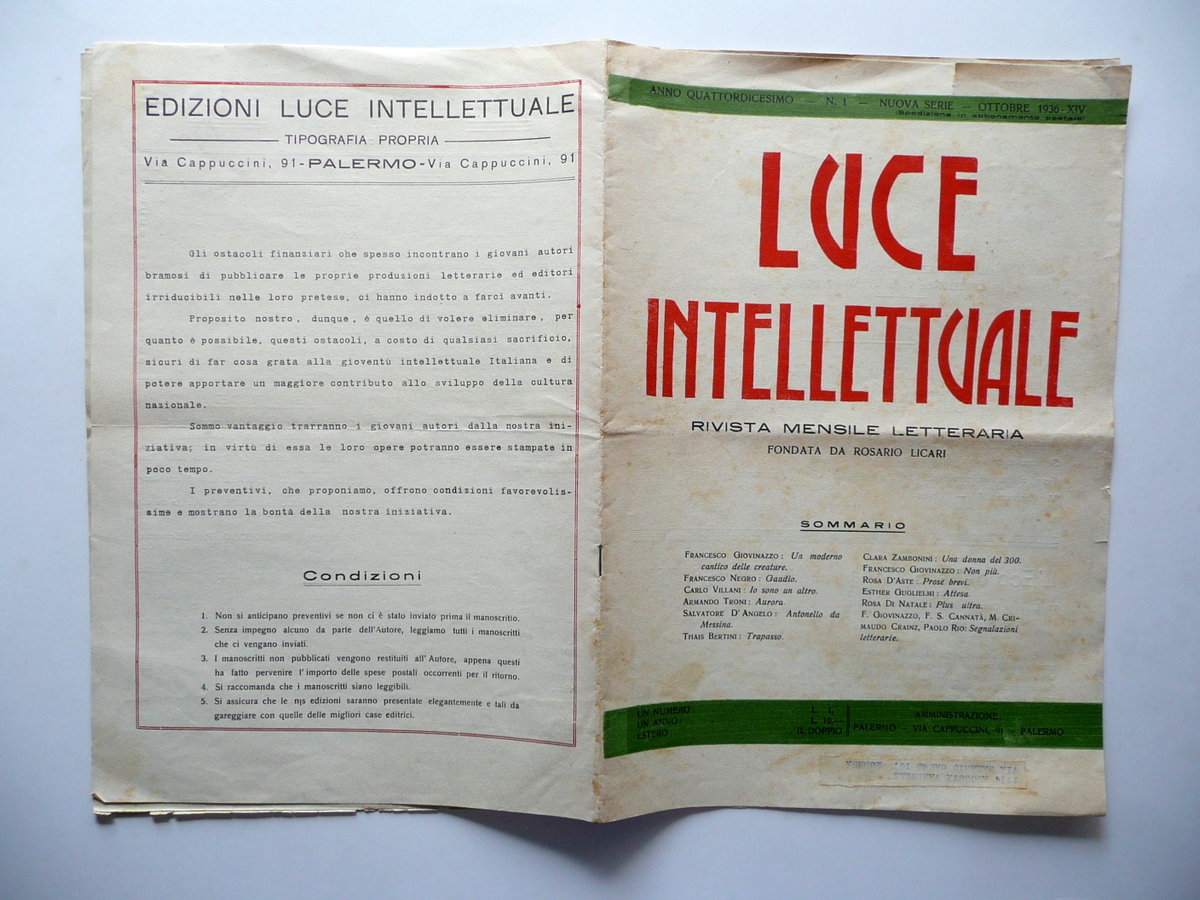 EDIZIONI LUCE INTELLETTUALE
TIPOGRAFIA PROPRIA
Via Cappuccini, 91 - PALERMO - Via Cappuccini, 91
Gli ostacoli finanziari che spesso incontrano i giovani autori
bramosi di pubblicare le proprie produzioni letterarie ed editori
irriducibili nelle loro pretese, ci hanno indotto a farci avanti.
Proposito nostro, dunque, è quello di volere eliminare, per
quanto è possibile, questi ostacoli, a costo di qualsiasi sacrificio,
sicuri di far cosa grata alla gioventù intellettuale Italiana e di
potere apportare un maggiore contributo allo sviluppo della cultura
nazionale.
Sommo vantaggio trarranno i giovani autori dalla nostra ini-
ziativa; in virtù di essa le loro opere potranno essere stampate in
poco tempo.
I preventivi, che proponiamo, offrono condizioni favorevolis-
sime e mostrano la bontà della nostra iniziativa.
Condizioni
1. Non si anticipano preventivi se non ci è stato inviato prima il manoscritio.
2. Senza impegno alcuno da parte dell'Autore, leggiamo tutti i manoscritti
che ci vengano inviati.
3. I manoscritti non pubblicati vengono restituiti all'Autore, appena questi
ha fatto pervenire l'importo delle spese postali occorrenti per il ritorno.
4. Si raccomanda che i manoscritti siano leggibili.
5. Si assicura che le n|s edizioni saranno presentate elegantemente e tali da
gareggiare con quelle delle migliori case editrici.
ANNO QUATTORDICESIMO — N. 1 — NUOVA SERIE — OTTOBRE 1936-XIV
(Spedizione in abbonamento postale)
LUCE
INTELLETTUALE
RIVISTA MENSILE LETTERARIA
FONDATA DA ROSARIO LICARI
SOMMARIO
FRANCESCO GIOVINAZZO: Un moderno
cantico delle creature.
FRANCESCO NEGRO: Gaudio.
CARLO VILLANI: Io sono un altro.
ARMANDO TRONI: Aurora.
SALVATORE D'ANGELO: Antonello da
Messina.
THAIS BERTINI: Trapasso.
CLARA ZAMBONINI: Una donna del 300.
FRANCESCO GIOVINAZZO: Non più.
ROSA D'ASTE: Prose brevi.
ESTHER GUGLIELMI: Attesa.
ROSA DI NATALE: Plus ultra.
F. GIOVINAZZO, F. S. CANNATÀ, M CRI-
MAUDO CRAINZ, PAOLO RIO: Segnalazioni
letterarie.
UN NUMERO: L. 1,
UN ANNO: L. 10,
ESTERO IL DOPPIO
AMMINISTRAZIONE
PALERMO - VIA CAPPUCCINI, 91 - PALERMO